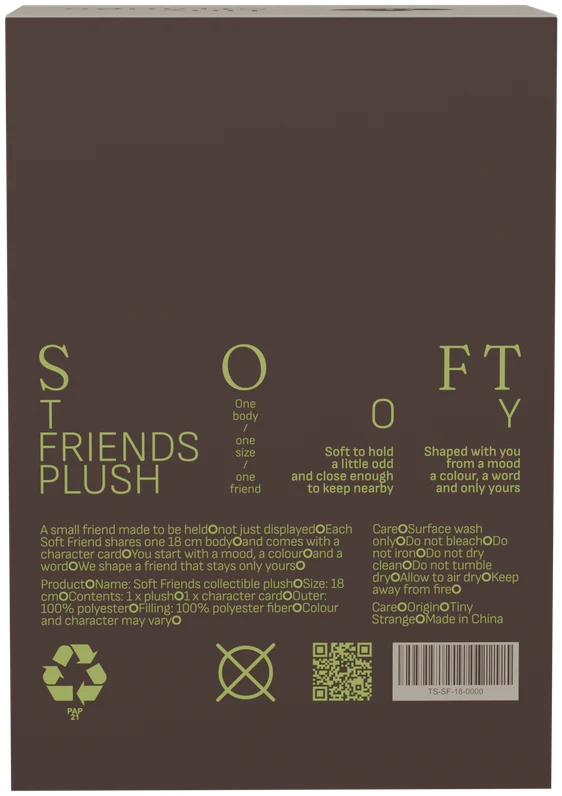 S O F T
T O Y
FRIENDS
PLUSH
One
body
/
one
size
/
one
friend
Soft to hold
a little odd
and close enough
to keep nearby
Shaped with you
from a mood
a colour, a word
and only yours
A small friend made to be heldOnot just displayedOEach
Soft Friend shares one 18 cm bodyOand comes with a
character cardOYou start with a mood, a colourOand a
wordOWe shape a friend that stays only yoursO
ProductOName: Soft Friends collectible plushOSize: 18
cmOContents: 1 x plushO1 x character cardOOuter:
100% polyesterOFilling: 100% polyester fiberOColour
and character may varyO
CareOSurface wash
onlyODo not bleachODo
not ironODo not dry
cleanODo not tumble
dryOAllow to air dryOKeep
away from fireO
CareOOriginOTiny
StrangeOMade in China
PAP
21
TS-SF-18-0000